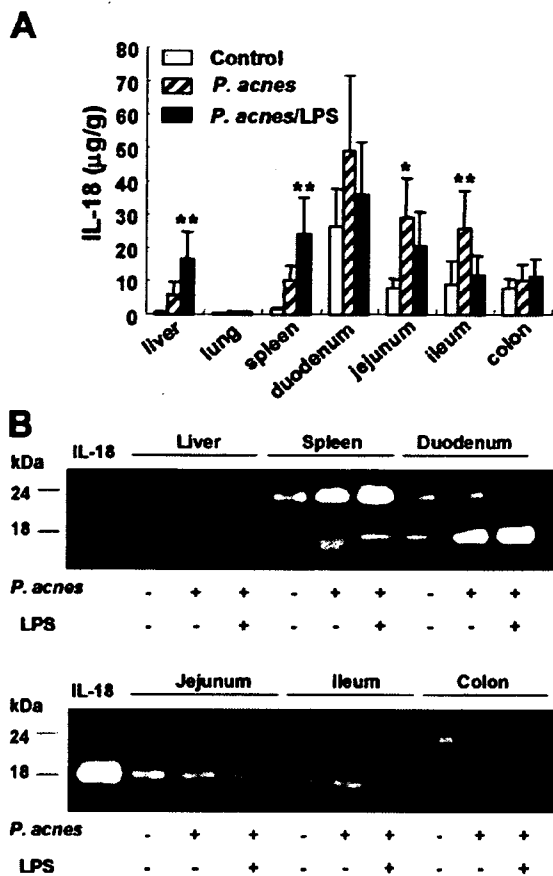 A
IL-18 (µg/g)
80
70
60
50
40
30
20
10
0
Control
P. acnes
P. acnes/LPS
**
**
*
**
liver
lung
spleen
duodenum
jejunum
ileum
colon
B
IL-18 Liver Spleen Duodenum
kDa
24
18
P. acnes - + + - + + - + +
LPS - - + - - + - - +
IL-18 Jejunum Ileum Colon
kDa
24
18
P. acnes - + + - + + - + +
LPS - - + - - + - - +